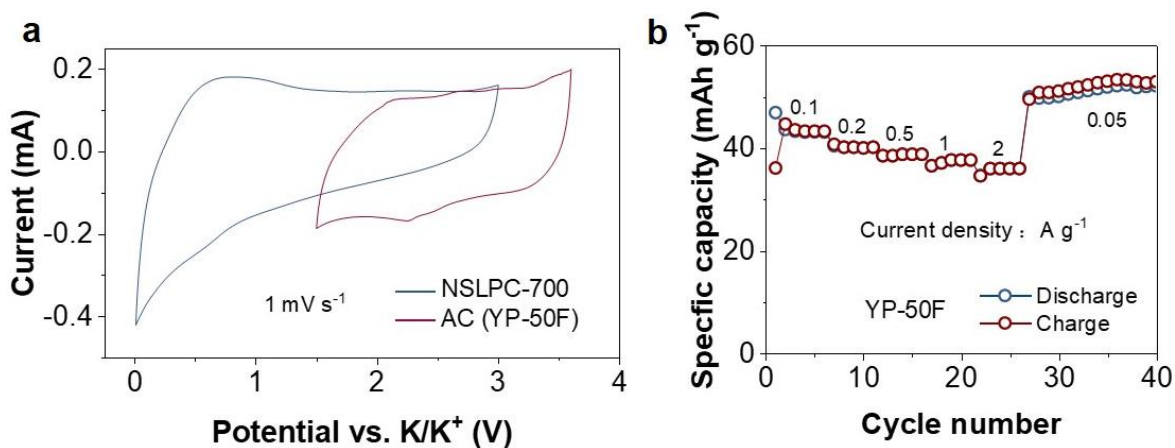 a
Current (mA)
0.2
0.0
-0.2
-0.4
1 mV s⁻¹
NSLPC-700
AC (YP-50F)
0
1
2
3
4
Potential vs. K/K⁺ (V)
b
Specfic capacity (mAh g⁻¹)
60
40
20
0
0.1
0.2
0.5
1
2
0.05
Current density : A g⁻¹
YP-50F
Discharge
Charge
0
10
20
30
40
Cycle number